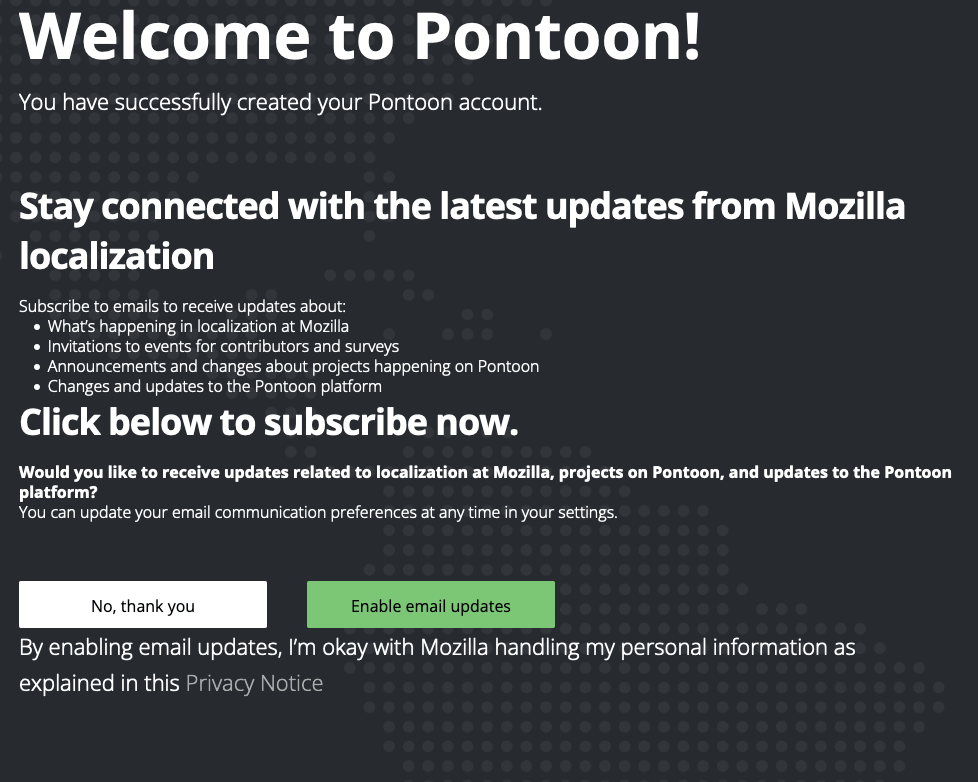 Welcome to Pontoon!
You have successfully created your Pontoon account.
Stay connected with the latest updates from Mozilla
localization
Subscribe to emails to receive updates about:
• What’s happening in localization at Mozilla
• Invitations to events for contributors and surveys
• Announcements and changes about projects happening on Pontoon
• Changes and updates to the Pontoon platform
Click below to subscribe now.
Would you like to receive updates related to localization at Mozilla, projects on Pontoon, and updates to the Pontoon
platform?
You can update your email communication preferences at any time in your settings.
No, thank you
Enable email updates
By enabling email updates, I’m okay with Mozilla handling my personal information as
explained in this Privacy Notice